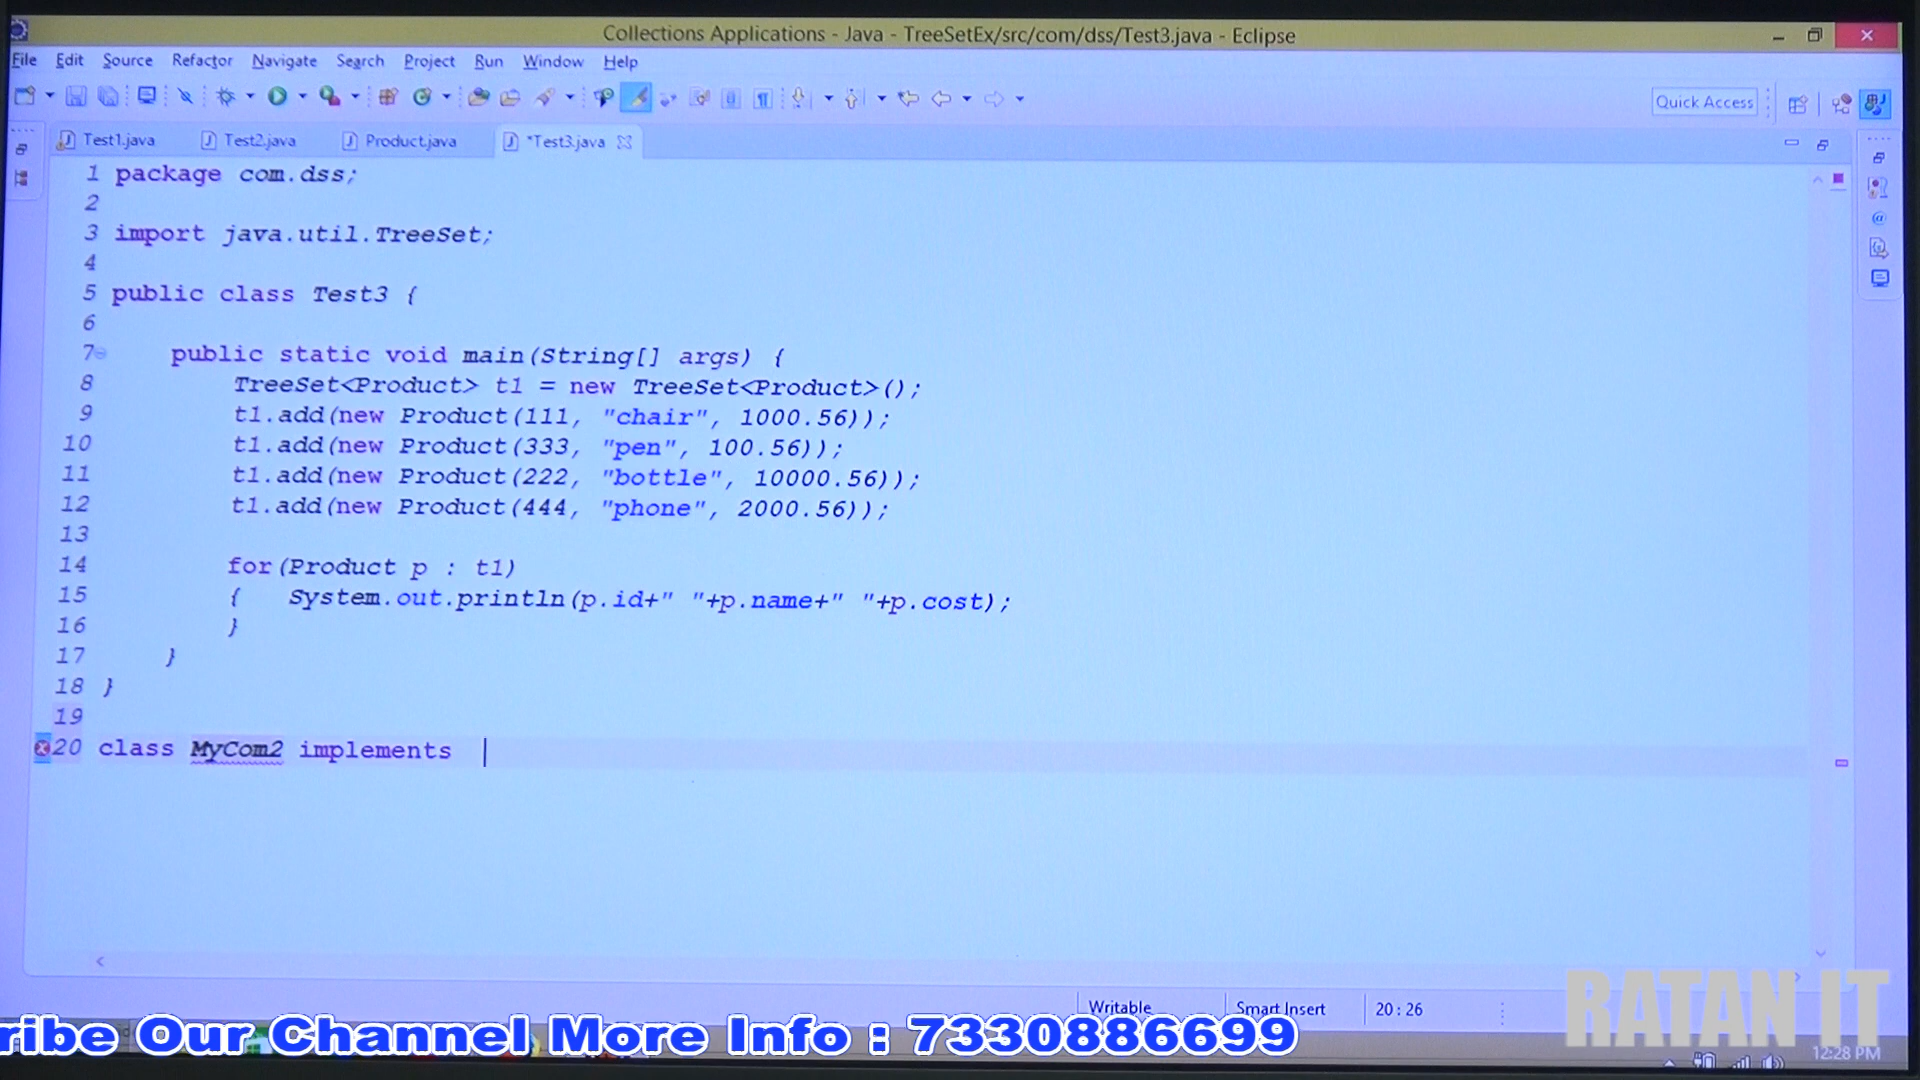 Collections Applications - Java - TreeSetEx/src/com/dss/Test3.java - Eclipse
File Edit Source Refactor Navigate Search Project Run Window Help
Quick Access
Test1.java Test2.java Product.java *Test3.java
1 package com.dss;
2
3 import java.util.TreeSet;
4
5 public class Test3 {
6
7 public static void main(String[] args) {
8 TreeSet<Product> t1 = new TreeSet<Product>();
9 t1.add(new Product(111, "chair", 1000.56));
10 t1.add(new Product(333, "pen", 100.56));
11 t1.add(new Product(222, "bottle", 10000.56));
12 t1.add(new Product(444, "phone", 2000.56));
13
14 for(Product p : t1)
15 { System.out.println(p.id+" "+p.name+" "+p.cost);
16 }
17 }
18 }
19
20 class MyCom2 implements
Writable Smart Insert 20 : 26
RATAN IT
ribe Our Channel More Info : 7330886699
12:28 PM